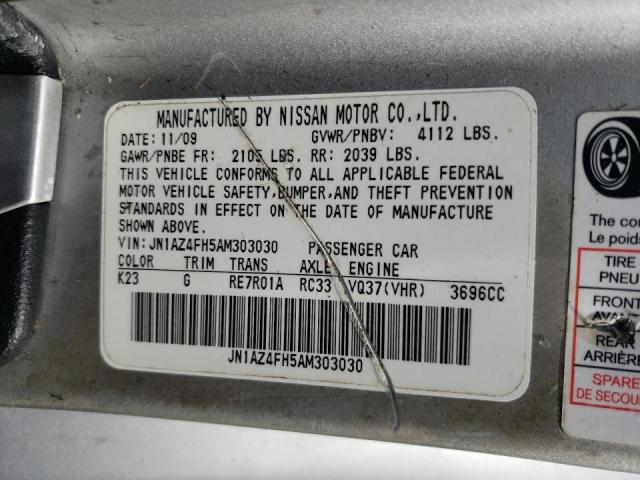 MANUFACTURED BY NISSAN MOTOR CO.,LTD.
DATE:11/09 GVWR/PNBV: 4112 LBS.
GAWR/PNBE FR: 2105 LBS. RR: 2039 LBS.
THIS VEHICLE CONFORMS TO ALL APPLICABLE FEDERAL
MOTOR VEHICLE SAFETY,BUMPER,AND THEFT PREVENTION
STANDARDS IN EFFECT ON THE DATE OF MANUFACTURE
SHOWN ABOVE.
VIN:JN1AZ4FH5AM303030 PASSENGER CAR
COLOR TRIM TRANS AXLE ENGINE
K23 G RE7R01A RC33 VQ37(VHR) 3696CC
JN1AZ4FH5AM303030
The co
Nj poids
TIRE
PNEU
FRONT
AVANT
REAR
ARRIÈRE
SPARE
DE SECOU